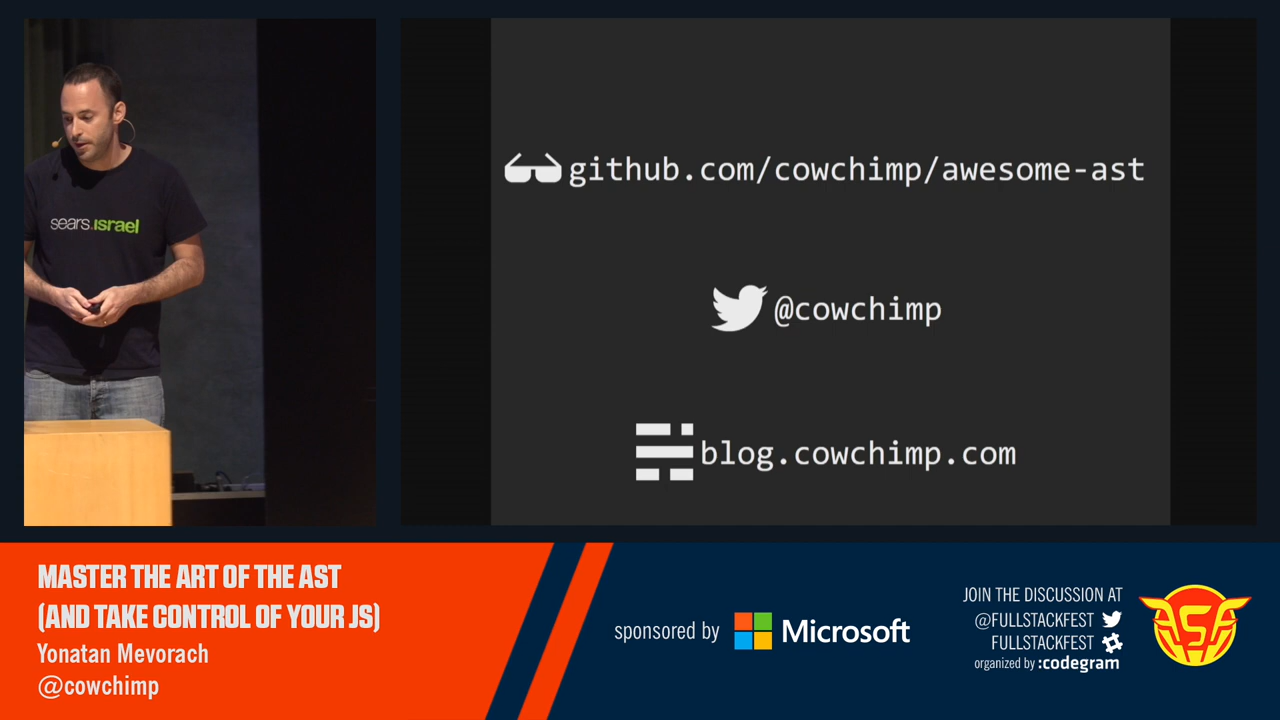 sears.israel
github.com/cowchimp/awesome-ast
@cowchimp
blog.cowchimp.com
MASTER THE ART OF THE AST
(AND TAKE CONTROL OF YOUR JS)
Yonatan Mevorach
@cowchimp
sponsored by Microsoft
JOIN THE DISCUSSION AT
@FULLSTACKFEST
FULLSTACKFEST
organized by :codegram
FSF